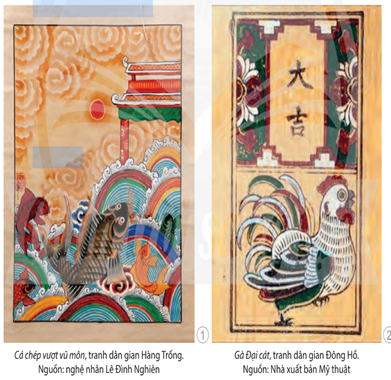 大
吉
1
2
Cá chép vượt vũ môn, tranh dân gian Hàng Trống.
Nguồn: nghệ nhân Lê Đình Nghiên
Gà Đại cát, tranh dân gian Đông Hồ.
Nguồn: Nhà xuất bản Mỹ thuật